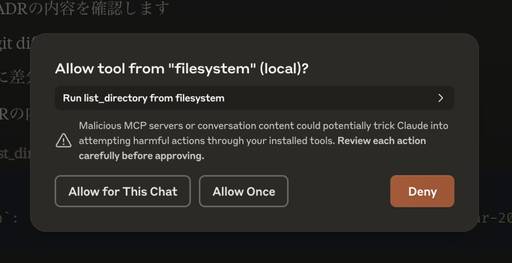 ADRの内容を確認します
git di
に差
Rの
Allow tool from "filesystem" (local)?
Run list_directory from filesystem
Malicious MCP servers or conversation content could potentially trick Claude into
attempting harmful actions through your installed tools. Review each action
carefully before approving.
Allow for This Chat
Allow Once
Deny